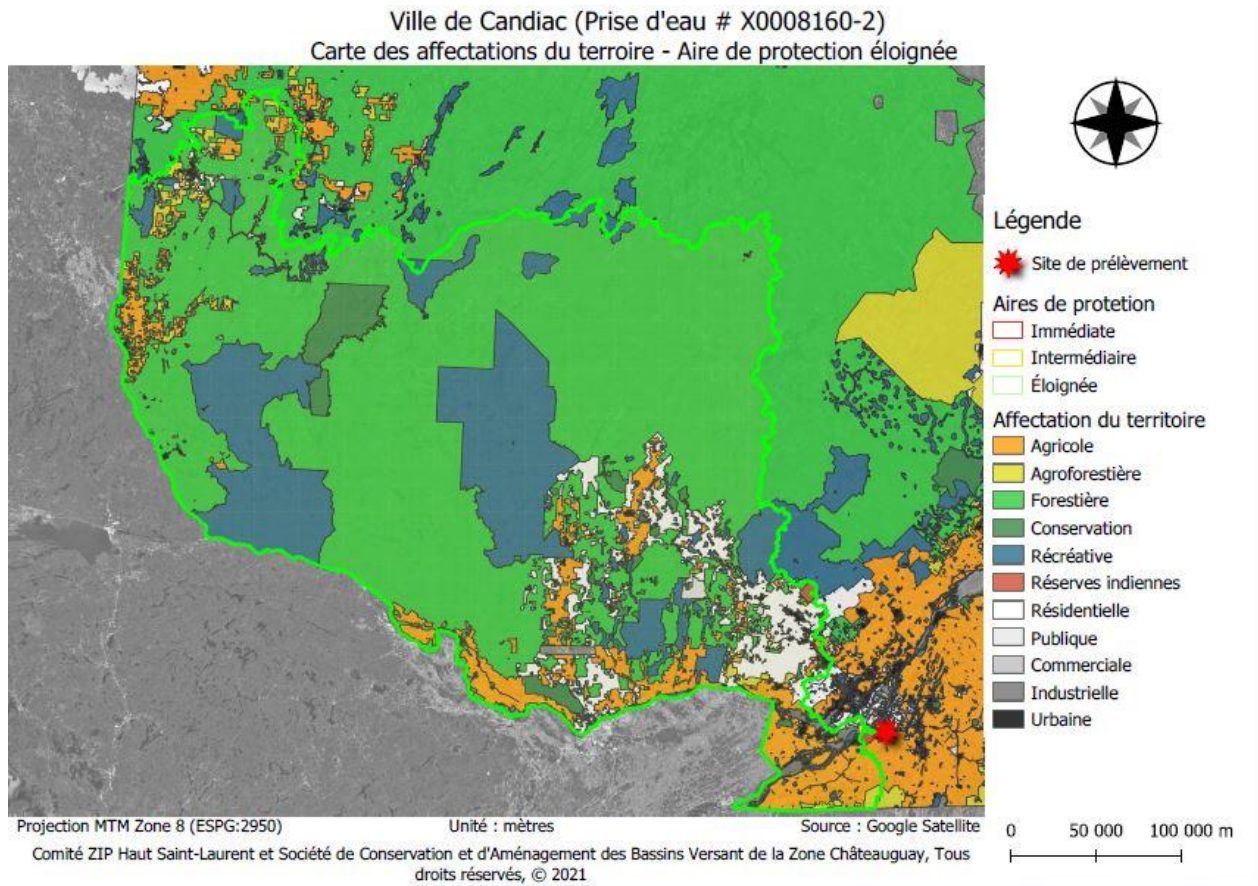 Ville de Candiac (Prise d'eau # X0008160-2)
Carte des affectations du terroire - Aire de protection éloignée
Légende
Site de prélèvement
Aires de protetion
Immédiate
Intermédiaire
Éloignée
Affectation du territoire
Agricole
Agroforestière
Forestière
Conservation
Récréative
Réserves indiennes
Résidentielle
Publique
Commerciale
Industrielle
Urbaine
Projection MTM Zone 8 (ESPG:2950)
Unité : mètres
Source : Google Satellite
0 50 000 100 000 m
Comité ZIP Haut Saint-Laurent et Société de Conservation et d'Aménagement des Bassins Versant de la Zone Châteauguay, Tous
droits réservés, © 2021